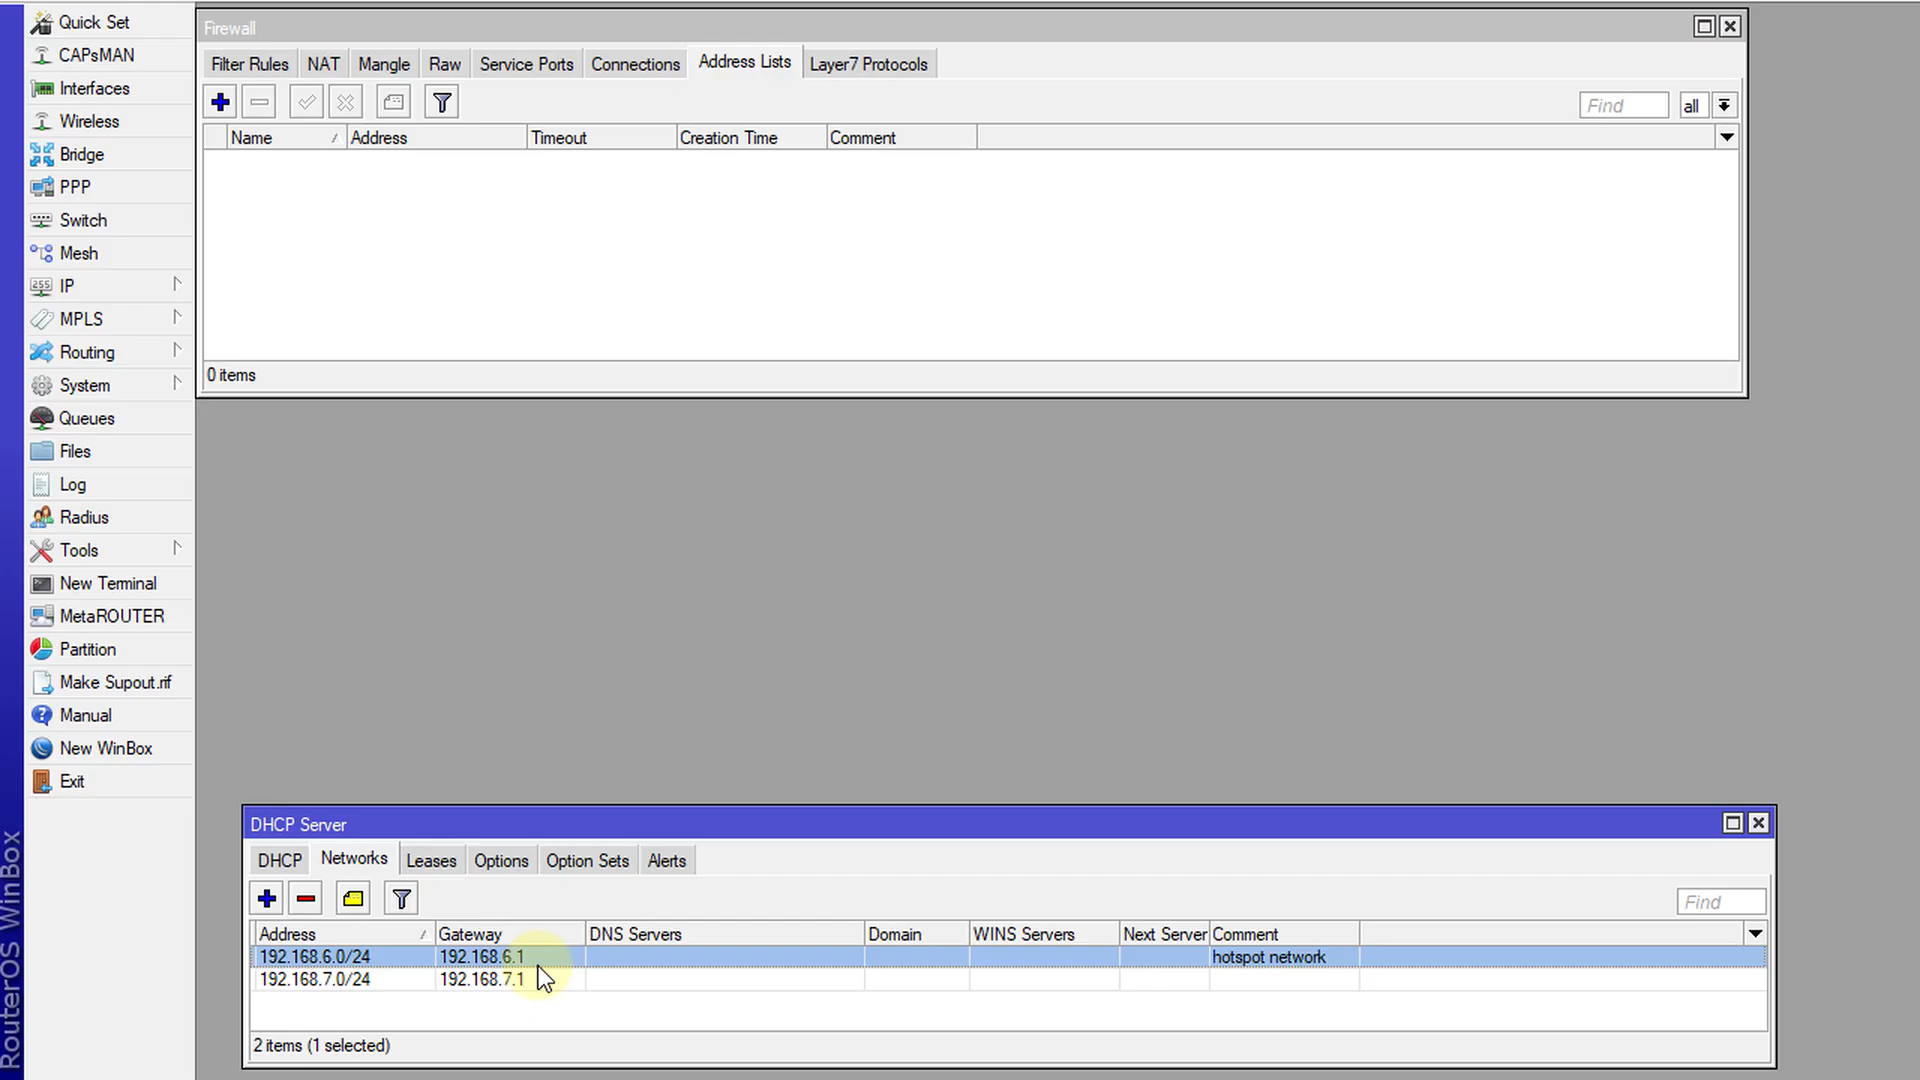 Quick Set
CAPsMAN
Interfaces
Wireless
Bridge
PPP
Switch
Mesh
255 IP
MPLS
Routing
System
Queues
Files
Log
Radius
Tools
New Terminal
MetaROUTER
Partition
Make Supout.rif
Manual
New WinBox
Exit
RouterOS WinBox
Firewall
Filter Rules NAT Mangle Raw Service Ports Connections Address Lists Layer7 Protocols
Find all
Name Address Timeout Creation Time Comment
0 items
DHCP Server
DHCP Networks Leases Options Option Sets Alerts
Find
Address Gateway DNS Servers Domain WINS Servers Next Server Comment
192.168.6.0/24 192.168.6.1 hotspot network
192.168.7.0/24 192.168.7.1
2 items (1 selected)